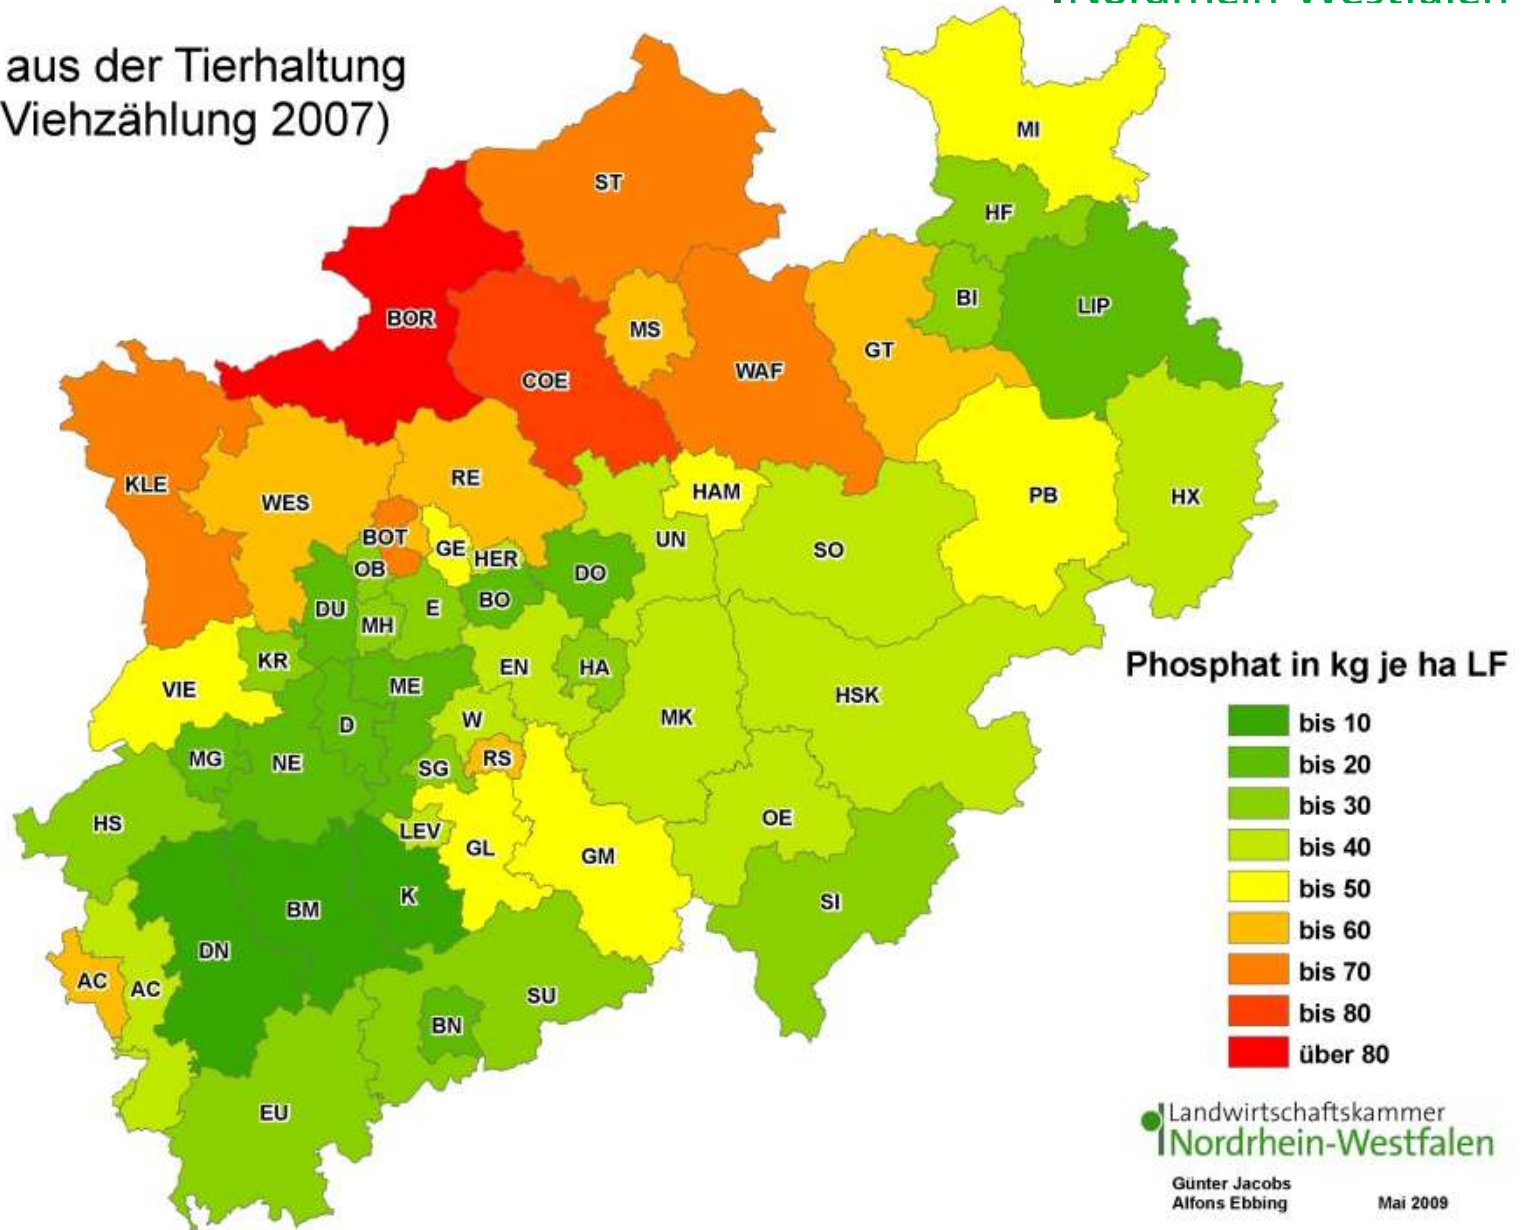 Nordrhein-Westfalen
aus der Tierhaltung
Viehzählung 2007)
MI
ST
HF
BI
LIP
BOR
MS
GT
WAF
COE
KLE
RE
WES
HAM
PB
HX
BOT
GE
HER
UN
SO
OB
DO
DU
E
BO
MH
KR
EN
HA
VIE
ME
HSK
D
W
MK
MG
NE
SG
RS
HS
LEV
OE
GL
GM
K
BM
SI
DN
AC
AC
SU
BN
EU
Phosphat in kg je ha LF
bis 10
bis 20
bis 30
bis 40
bis 50
bis 60
bis 70
bis 80
über 80
Landwirtschaftskammer
Nordrhein-Westfalen
Günter Jacobs
Alfons Ebbing Mai 2009